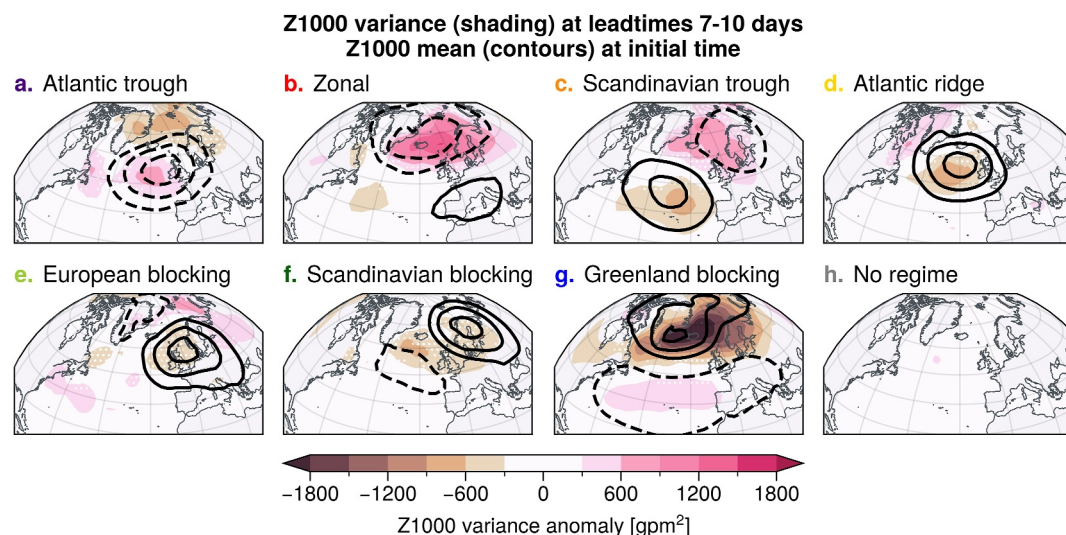 Z1000 variance (shading) at leadtimes 7-10 days
Z1000 mean (contours) at initial time
a. Atlantic trough
b. Zonal
c. Scandinavian trough
d. Atlantic ridge
e. European blocking
f. Scandinavian blocking
g. Greenland blocking
h. No regime
−1800 −1200 −600 0 600 1200 1800
Z1000 variance anomaly [gpm²]